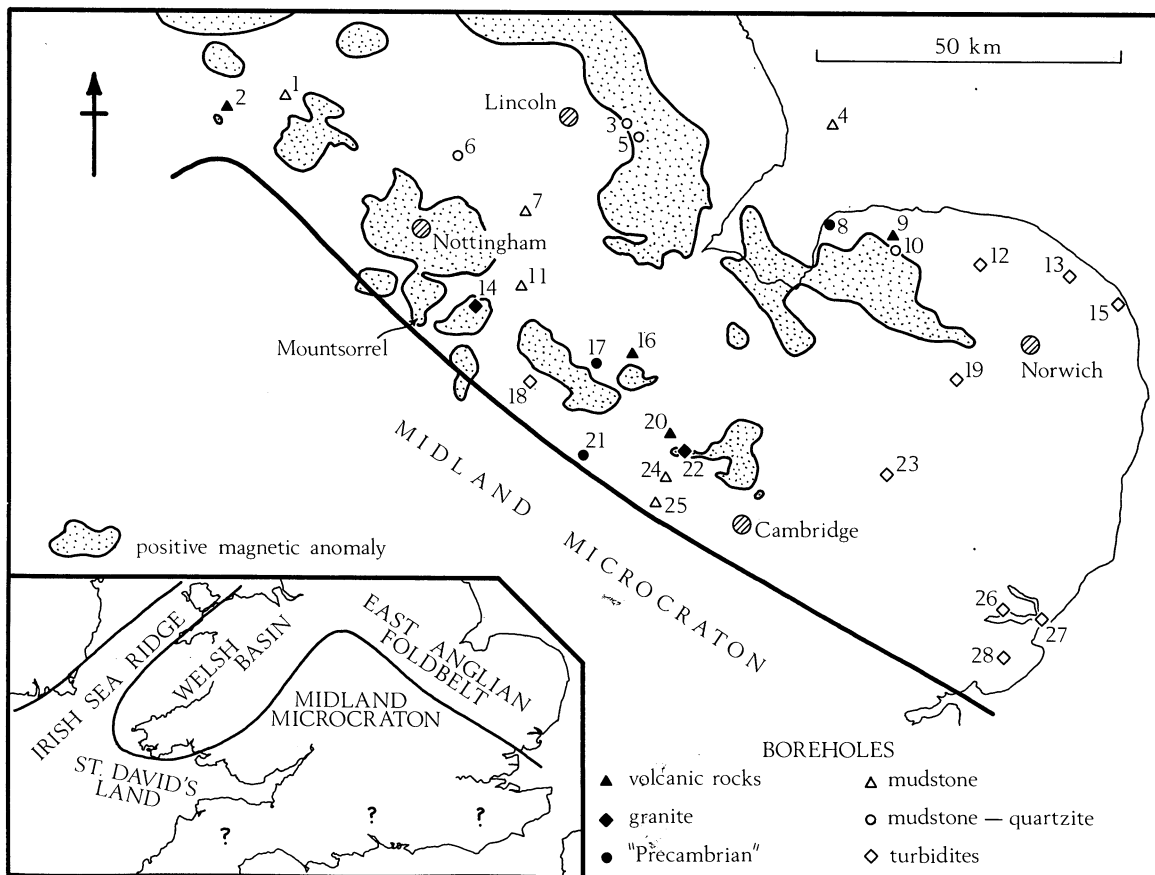 50 km
Lincoln
1
2
3
4
5
6
7
8
9
10
Nottingham
11
12
13
14
15
Mountsorrel
16
17
18
19
Norwich
20
21
22
23
24
25
Cambridge
MIDLAND MICROCRATON
positive magnetic anomaly
26
27
28
IRISH SEA RIDGE
WELSH
BASIN
EAST ANGLIAN
FOLDBELT
MIDLAND
MICROCRATON
ST. DAVID'S
LAND
? ? ?
BOREHOLES
volcanic rocks
mudstone
granite
mudstone — quartzite
"Precambrian"
turbidites